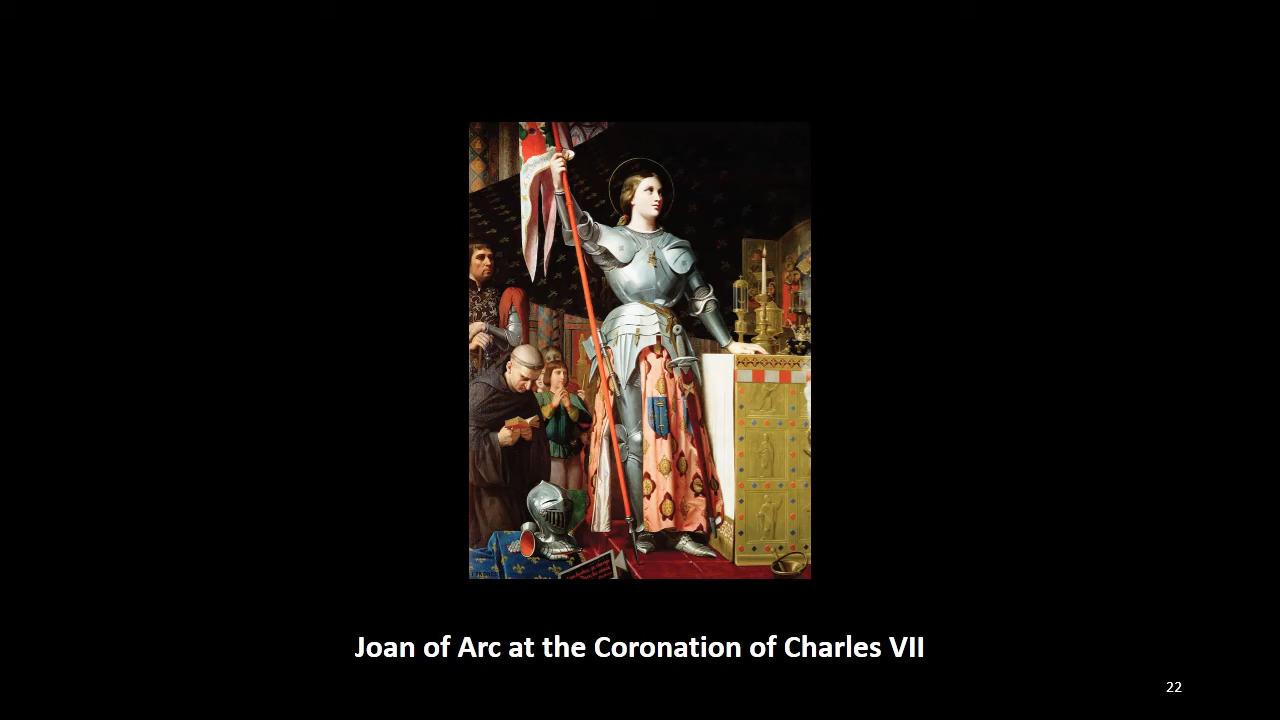 Joan of Arc at the Coronation of Charles VII
22